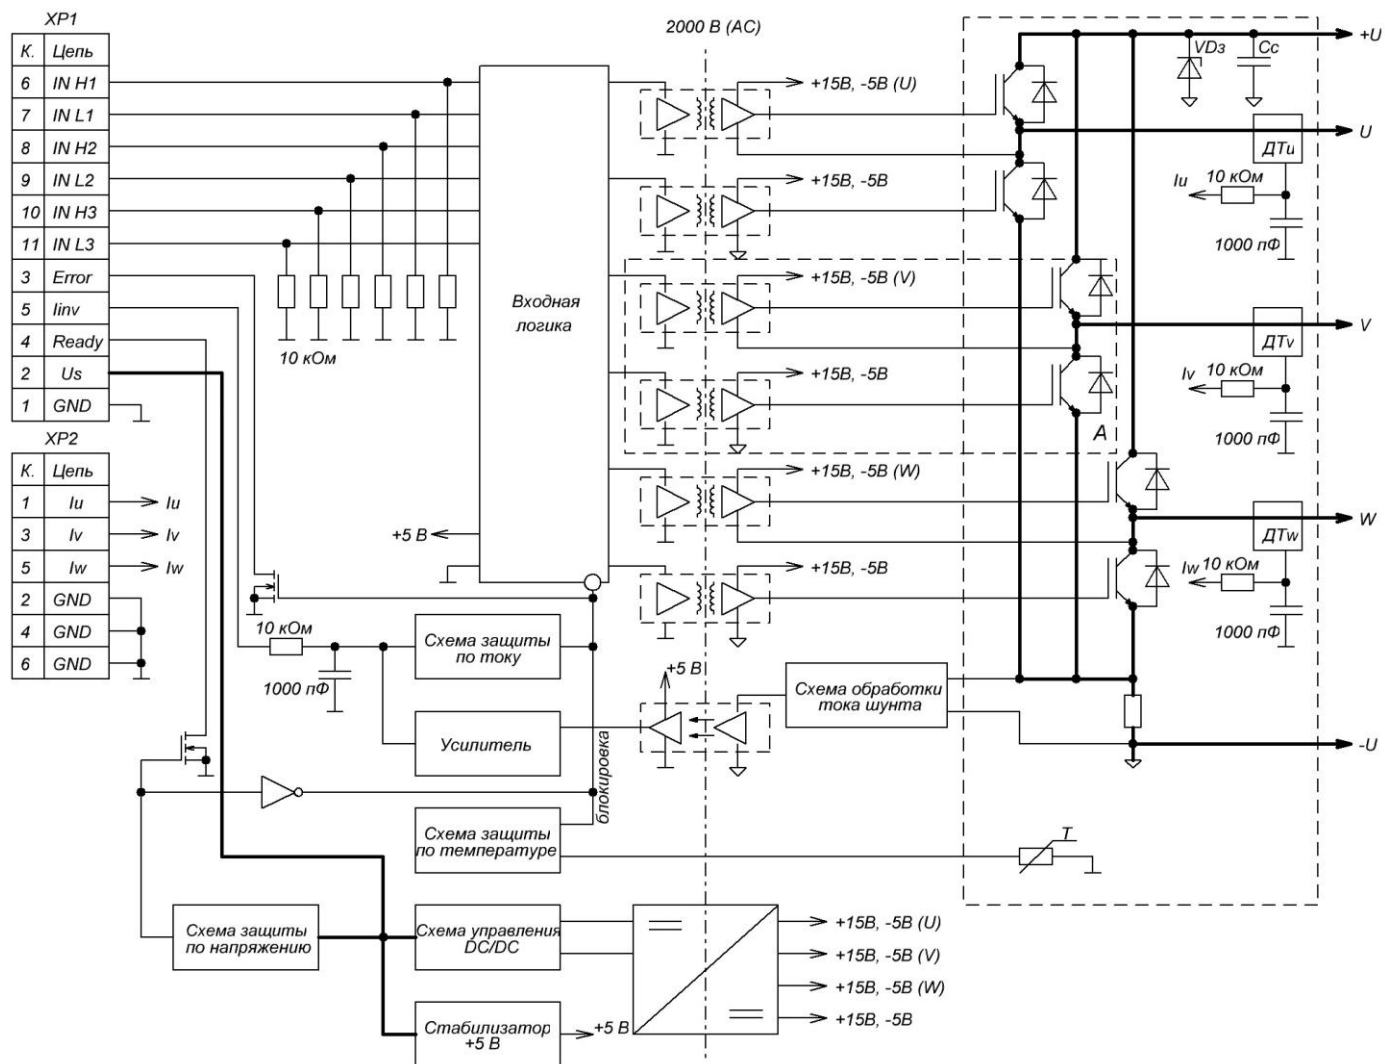 XP1
К. Цепь
6 IN H1
7 IN L1
8 IN H2
9 IN L2
10 IN H3
11 IN L3
3 Error
5 Iinv
4 Ready
2 Us
1 GND
XP2
К. Цепь
1 Iu
3 Iv
5 Iw
2 GND
4 GND
6 GND
Iu
Iv
Iw
10 кОм
+5 В
Входная
логика
2000 В (AC)
+15В, -5В (U)
+15В, -5В
+15В, -5В (V)
+15В, -5В
A
+15В, -5В (W)
+15В, -5В
VDз
Сс
+U
U
ДТu
Iu
10 кОм
1000 пФ
V
ДТv
Iv
10 кОм
1000 пФ
W
ДТw
Iw
10 кОм
1000 пФ
-U
10 кОм
1000 пФ
Схема защиты
по току
Усилитель
+5 В
Схема обработки
тока шунта
блокировка
Схема защиты
по температуре
T
Схема защиты
по напряжению
Схема управления
DC/DC
Стабилизатор
+5 В
+5 В
+15В, -5В (U)
+15В, -5В (V)
+15В, -5В (W)
+15В, -5В